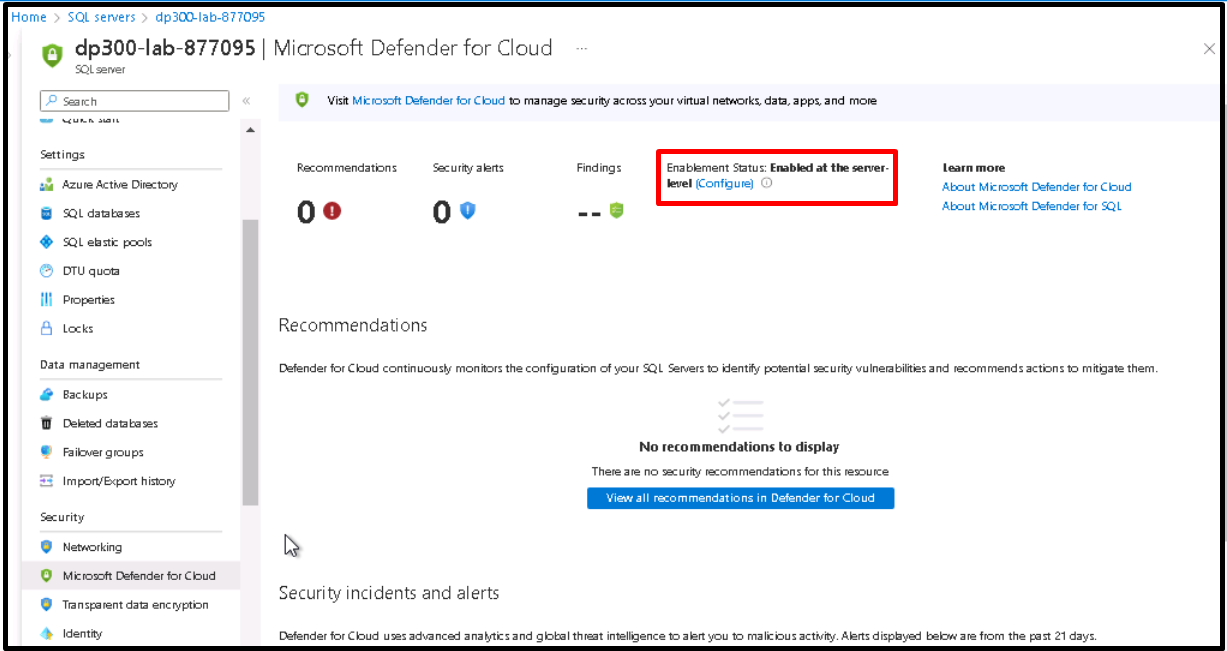 Home > SQL servers > dp300-lab-877095
dp300-lab-877095 | Microsoft Defender for Cloud ...
SQL server
Search
Quick start
Settings
Azure Active Directory
SQL databases
SQL elastic pools
DTU quota
Properties
Locks
Data management
Backups
Deleted databases
Failover groups
Import/Export history
Security
Networking
Microsoft Defender for Cloud
Transparent data encryption
Identity
Visit Microsoft Defender for Cloud to manage security across your virtual networks, data, apps, and more
Recommendations
0
Security alerts
0
Findings
--
Enablement Status: Enabled at the server-
level (Configure)
Learn more
About Microsoft Defender for Cloud
About Microsoft Defender for SQL
Recommendations
Defender for Cloud continuously monitors the configuration of your SQL Servers to identify potential security vulnerabilities and recommends actions to mitigate them.
No recommendations to display
There are no security recommendations for this resource
View all recommendations in Defender for Cloud
Security incidents and alerts
Defender for Cloud uses advanced analytics and global threat intelligence to alert you to malicious activity. Alerts displayed below are from the past 21 days.